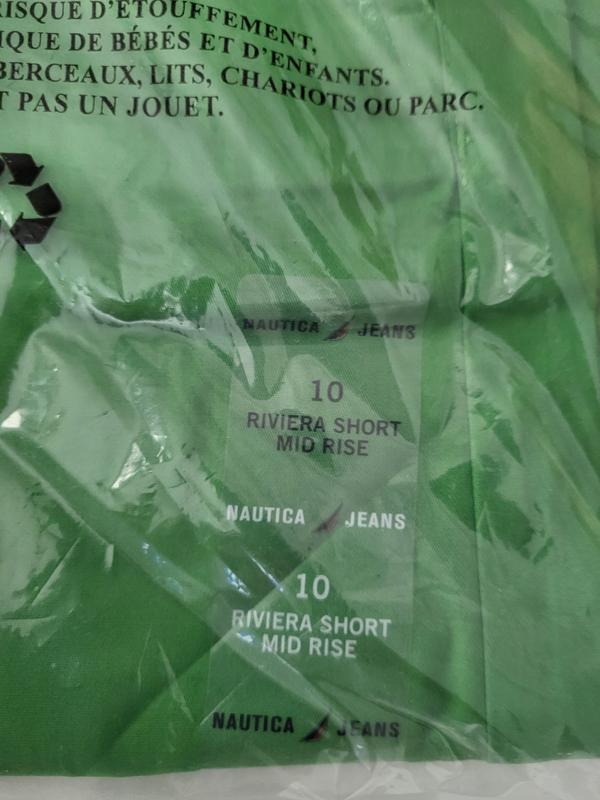 RISQUE D'ÉTOUFFEMENT,
DE BÉBÉS ET D'ENFANTS.
BERCEAUX, LITS, CHARIOTS OU PARC.
PAS UN JOUET.
NAUTICA JEANS
10
RIVIERA SHORT
MID RISE
NAUTICA JEANS
10
RIVIERA SHORT
MID RISE
NAUTICA JEANS